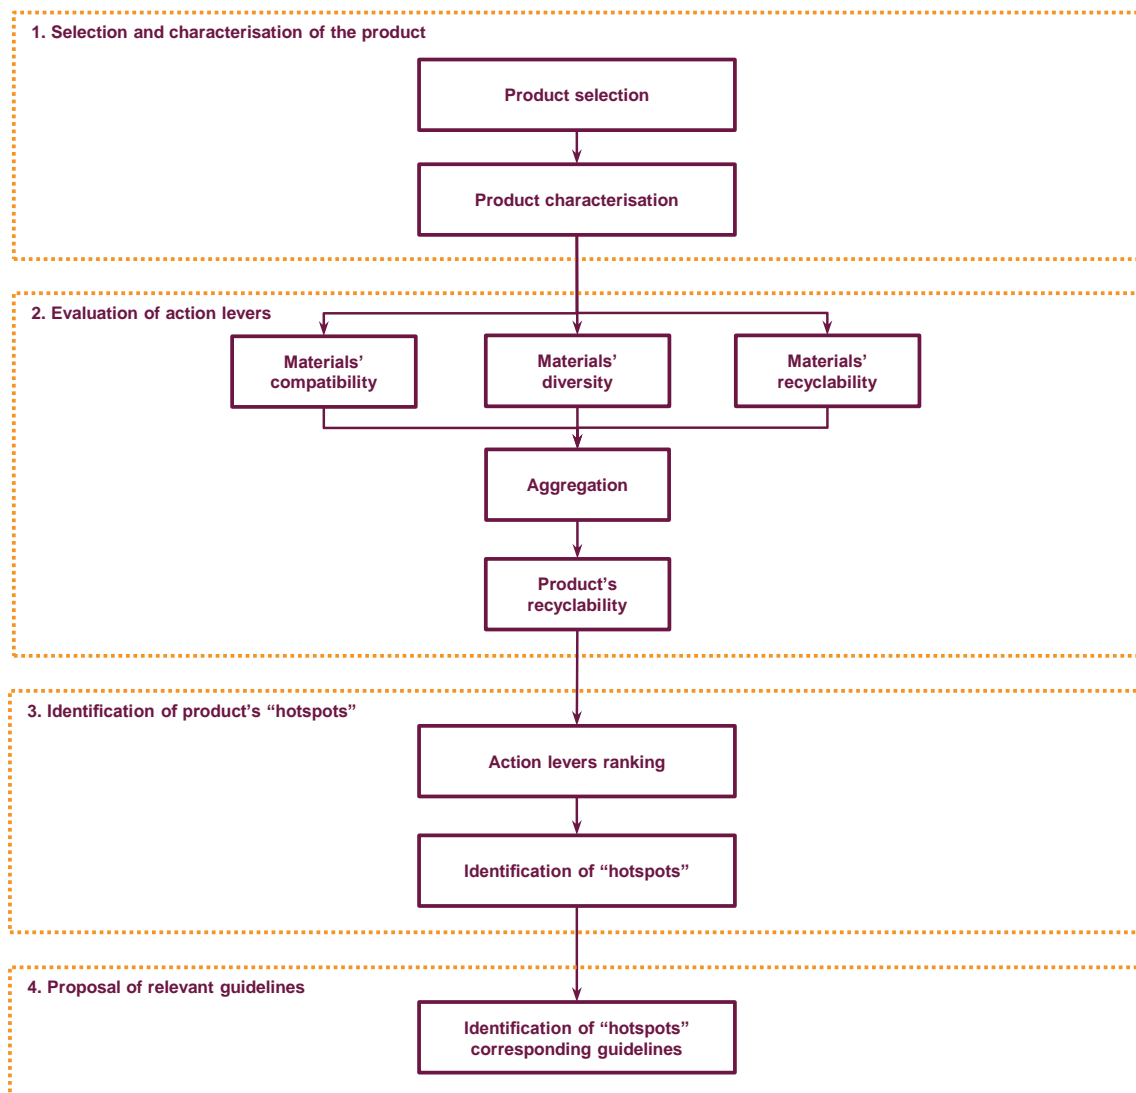 1. Selection and characterisation of the product
Product selection
Product characterisation
2. Evaluation of action levers
Materials’
compatibility
Materials’
diversity
Materials’
recyclability
Aggregation
Product’s
recyclability
3. Identification of product’s “hotspots”
Action levers ranking
Identification of “hotspots”
4. Proposal of relevant guidelines
Identification of “hotspots”
corresponding guidelines